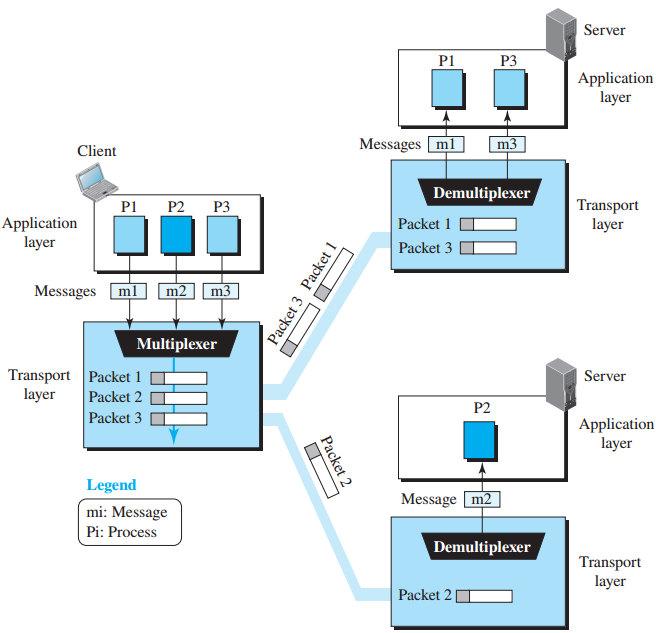 Server
P1 P3
Application
layer
Messages m1 m3
Demultiplexer
Transport
layer
Packet 1
Packet 3
Client
P1 P2 P3
Application
layer
Messages m1 m2 m3
Multiplexer
Transport
layer
Packet 1
Packet 2
Packet 3
Packet 1
Packet 3
Packet 2
Legend
mi: Message
Pi: Process
Server
P2
Application
layer
Message m2
Demultiplexer
Transport
layer
Packet 2